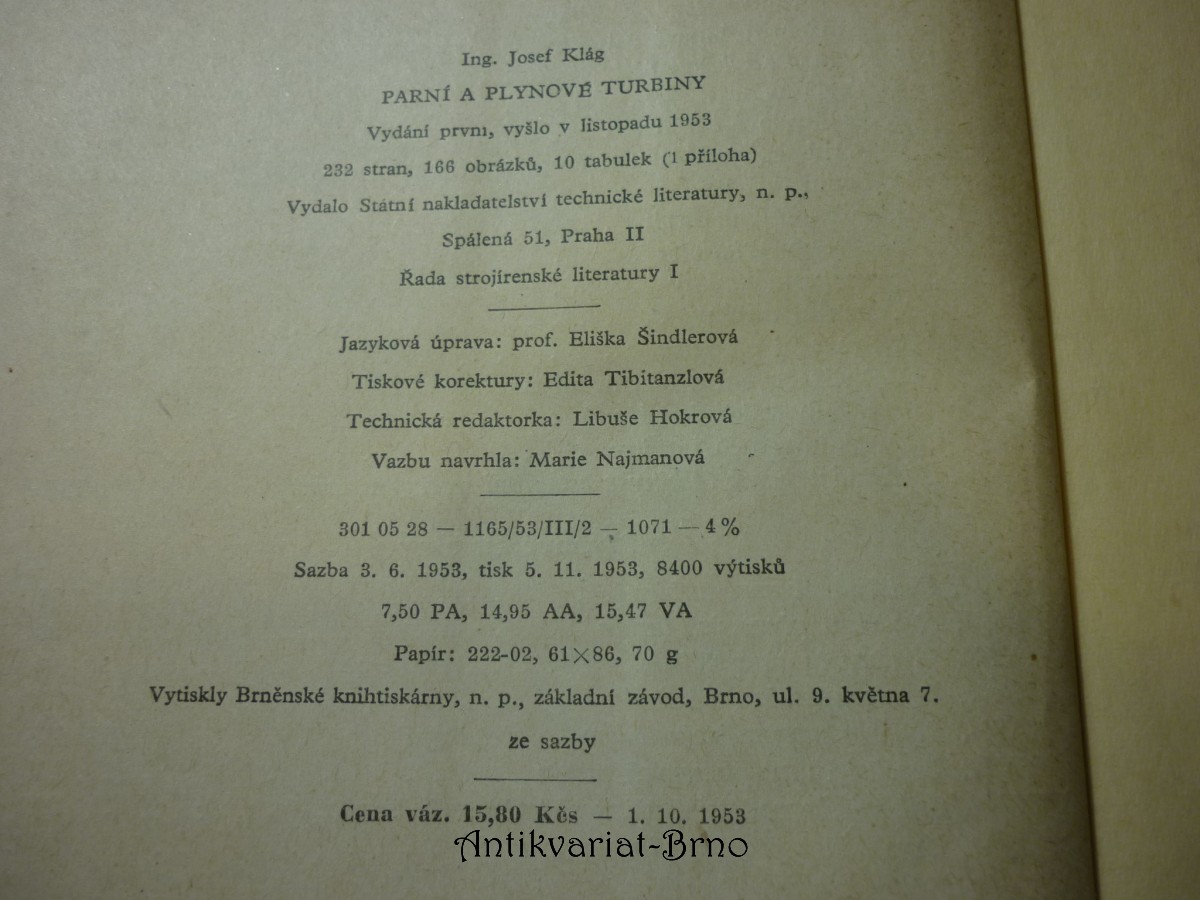 Ing. Josef Klág
PARNÍ A PLYNOVÉ TURBINY
Vydání první, vyšlo v listopadu 1953
232 stran, 166 obrázků, 10 tabulek (1 příloha)
Vydalo Státní nakladatelství technické literatury, n. p.,
Spálená 51, Praha II
Řada strojírenské literatury I
Jazyková úprava: prof. Eliška Šindlerová
Tiskové korektury: Edita Tibitanzlová
Technická redaktorka: Libuše Hokrová
Vazbu navrhla: Marie Najmanová
301 05 28 — 1165/53/III/2 — 1071 — 4 %
Sazba 3. 6. 1953, tisk 5. 11. 1953, 8400 výtisků
7,50 PA, 14,95 AA, 15,47 VA
Papír: 222-02, 61×86, 70 g
Vytiskly Brněnské knihtiskárny, n. p., základní závod, Brno, ul. 9. května 7.
ze sazby
Cena váz. 15,80 Kčs — 1. 10. 1953
Antikvariat-Brno